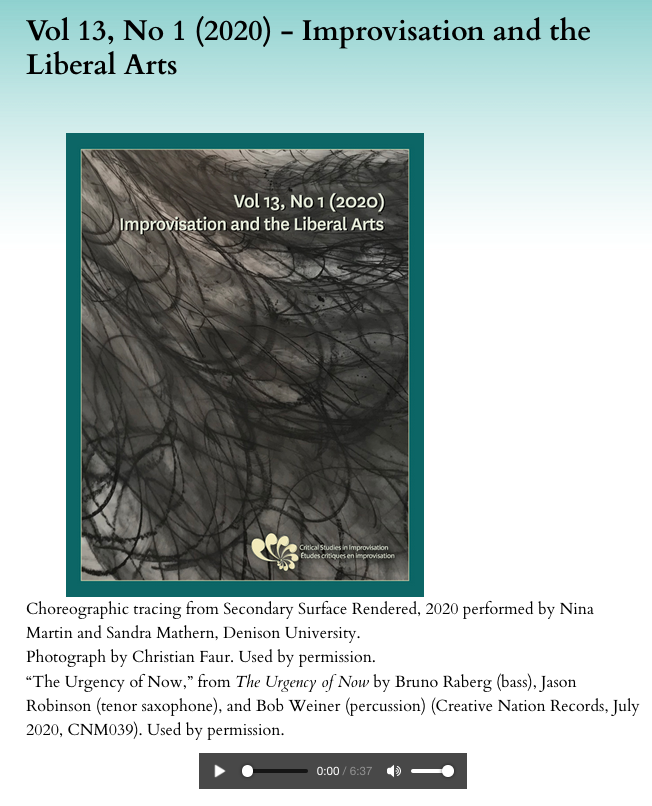 Vol 13, No 1 (2020) - Improvisation and the
Liberal Arts
Vol 13, No 1 (2020)
Improvisation and the Liberal Arts
Critical Studies in Improvisation
Études critiques en improvisation
Choreographic tracing from Secondary Surface Rendered, 2020 performed by Nina
Martin and Sandra Mathern, Denison University.
Photograph by Christian Faur. Used by permission.
“The Urgency of Now,” from The Urgency of Now by Bruno Raberg (bass), Jason
Robinson (tenor saxophone), and Bob Weiner (percussion) (Creative Nation Records, July
2020, CNM039). Used by permission.
0:00 / 6:37